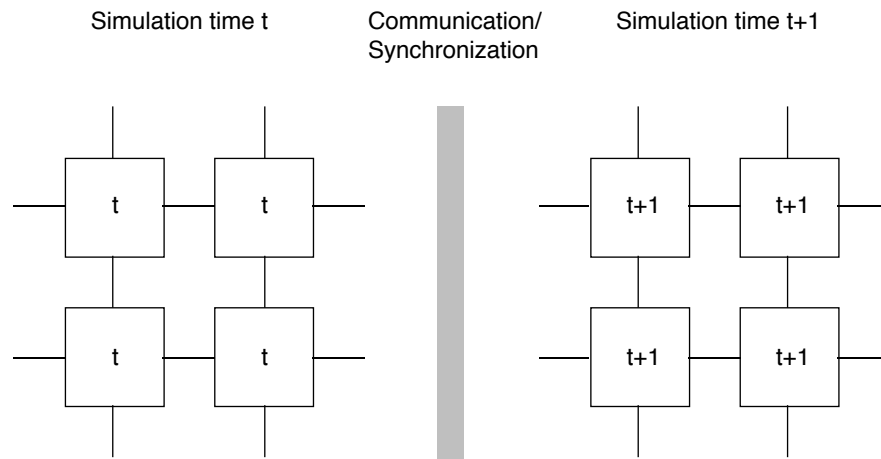 Simulation time t
Communication/
Synchronization
Simulation time t+1
t t
t+1 t+1
t t
t+1 t+1